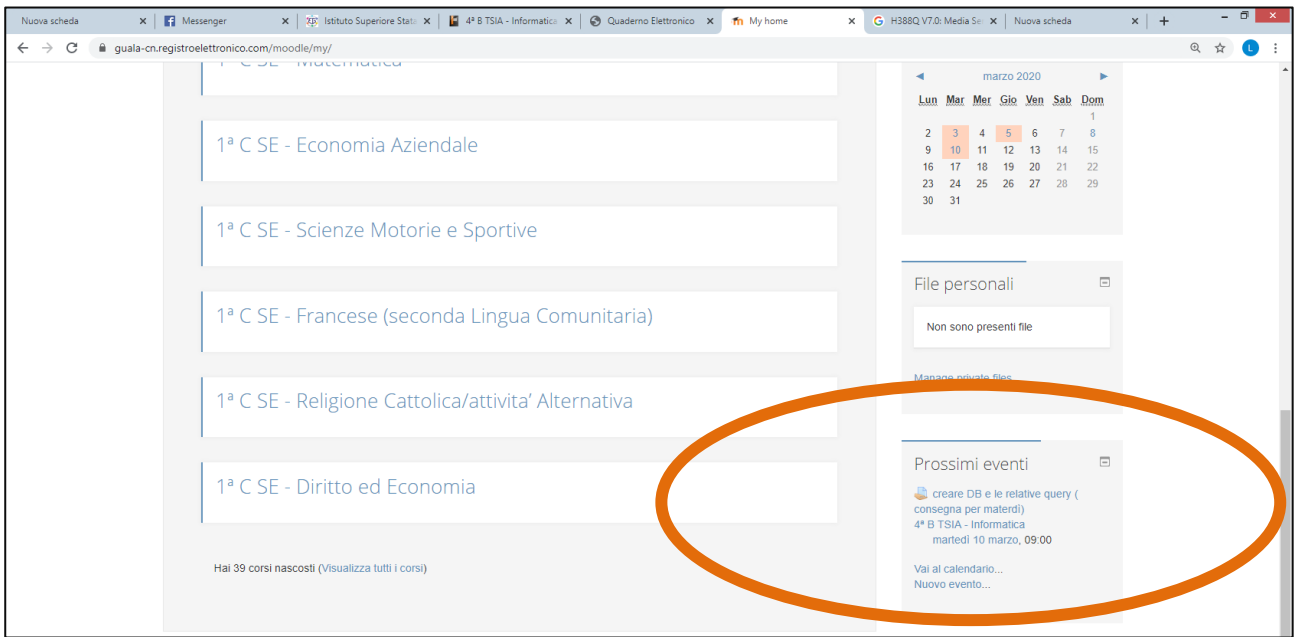 Nuova scheda
Messenger
Istituto Superiore Stata
4ª B TSIA - Informatica
Quaderno Elettronico
My home
H388Q V7.0: Media Se
Nuova scheda
guala-cn.registroelettronico.com/moodle/my/
L
1ª C SE - Matematica
1ª C SE - Economia Aziendale
1ª C SE - Scienze Motorie e Sportive
1ª C SE - Francese (seconda Lingua Comunitaria)
1ª C SE - Religione Cattolica/attivita’ Alternativa
1ª C SE - Diritto ed Economia
Hai 39 corsi nascosti (Visualizza tutti i corsi)
◄ marzo 2020 ►
Lun Mar Mer Gio Ven Sab Dom
1
2 3 4 5 6 7 8
9 10 11 12 13 14 15
16 17 18 19 20 21 22
23 24 25 26 27 28 29
30 31
File personali
Non sono presenti file
Manage private files
Prossimi eventi
creare DB e le relative query (
consegna per materdì)
4ª B TSIA - Informatica
martedì 10 marzo, 09:00
Vai al calendario...
Nuovo evento...